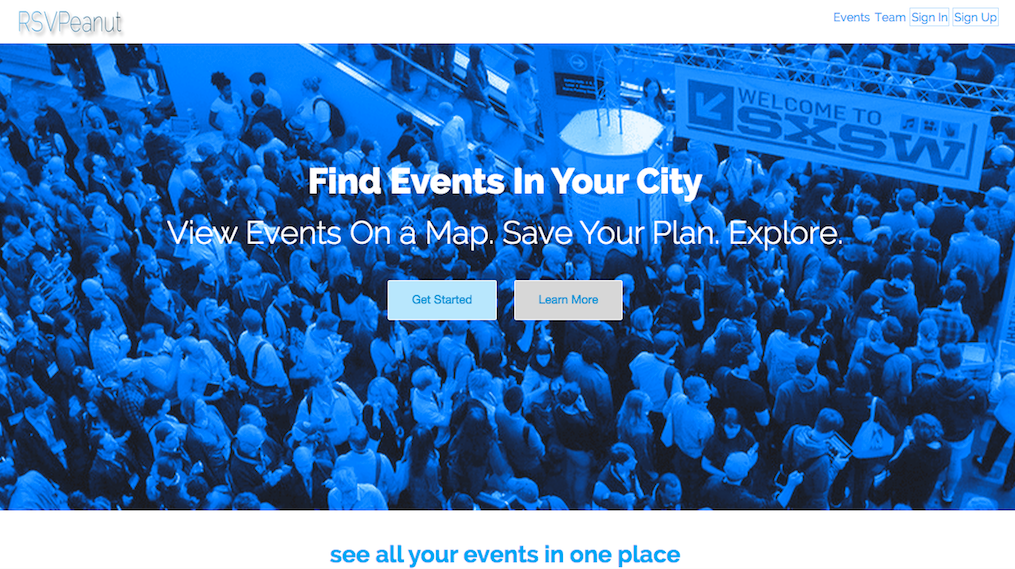 RSVPeanut
Events Team Sign In Sign Up
WELCOME TO
SXSW
Find Events In Your City
View Events On a Map. Save Your Plan. Explore.
Get Started
Learn More
see all your events in one place